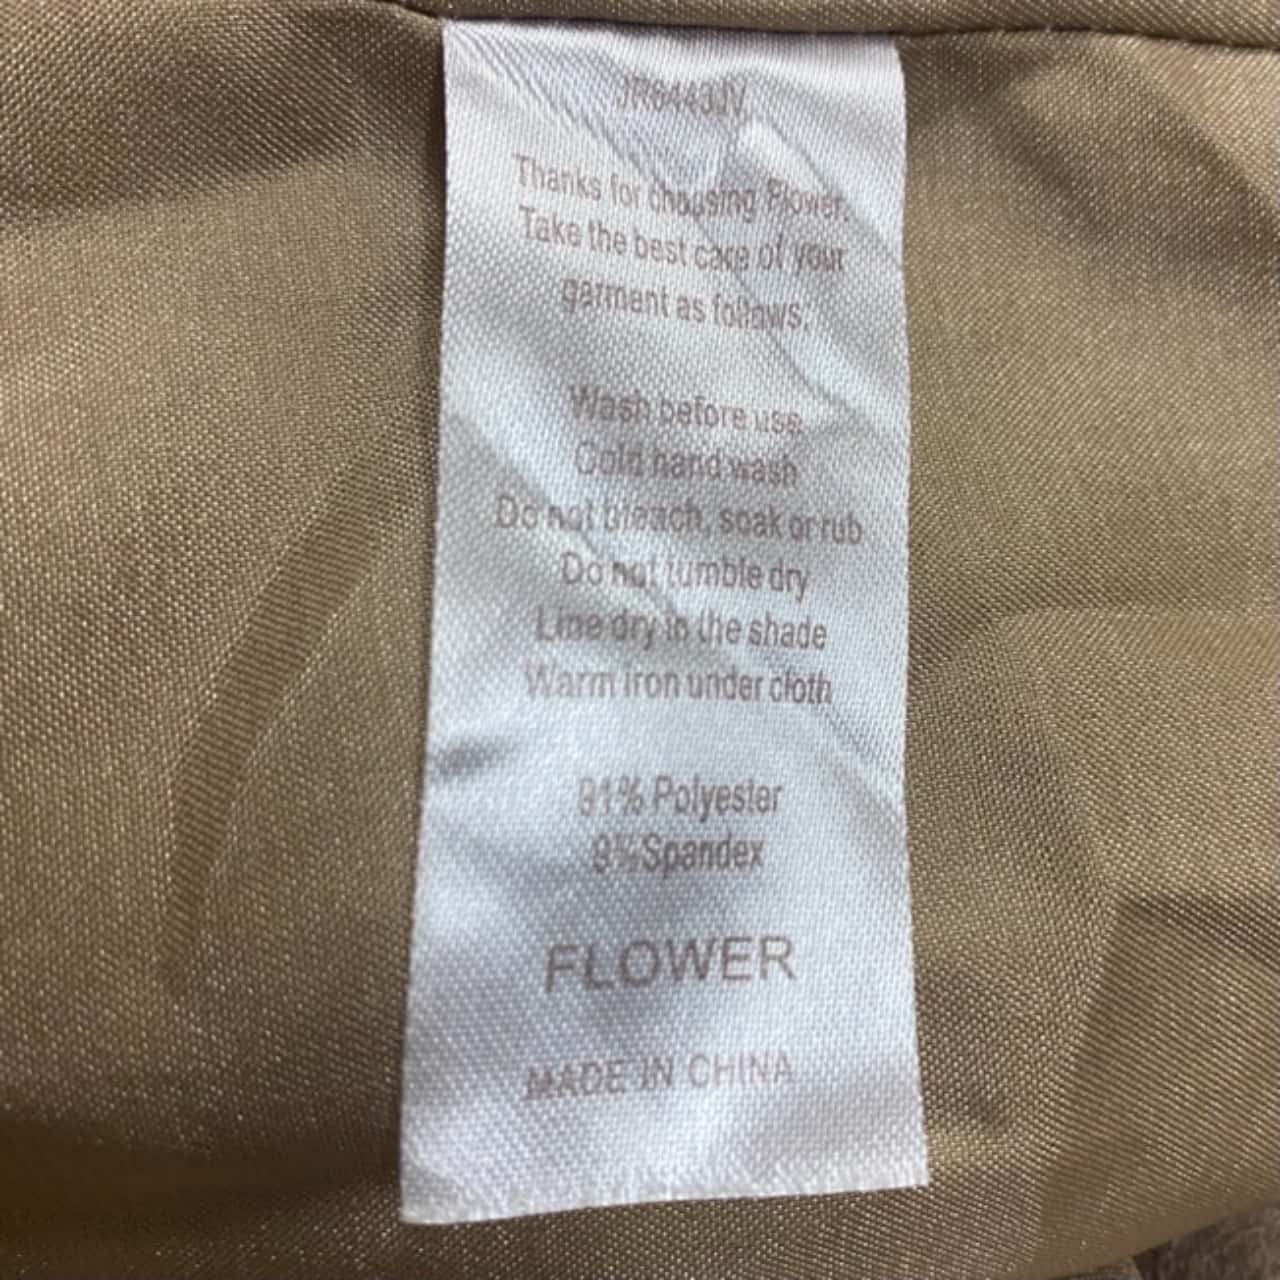 JR6443JV
Thanks for choosing Flower.
Take the best care of your
garment as follows:
Wash before use
Cold hand wash
Do not bleach, soak or rub
Do not tumble dry
Line dry in the shade
Warm iron under cloth
91% Polyester
9% Spandex
FLOWER
MADE IN CHINA